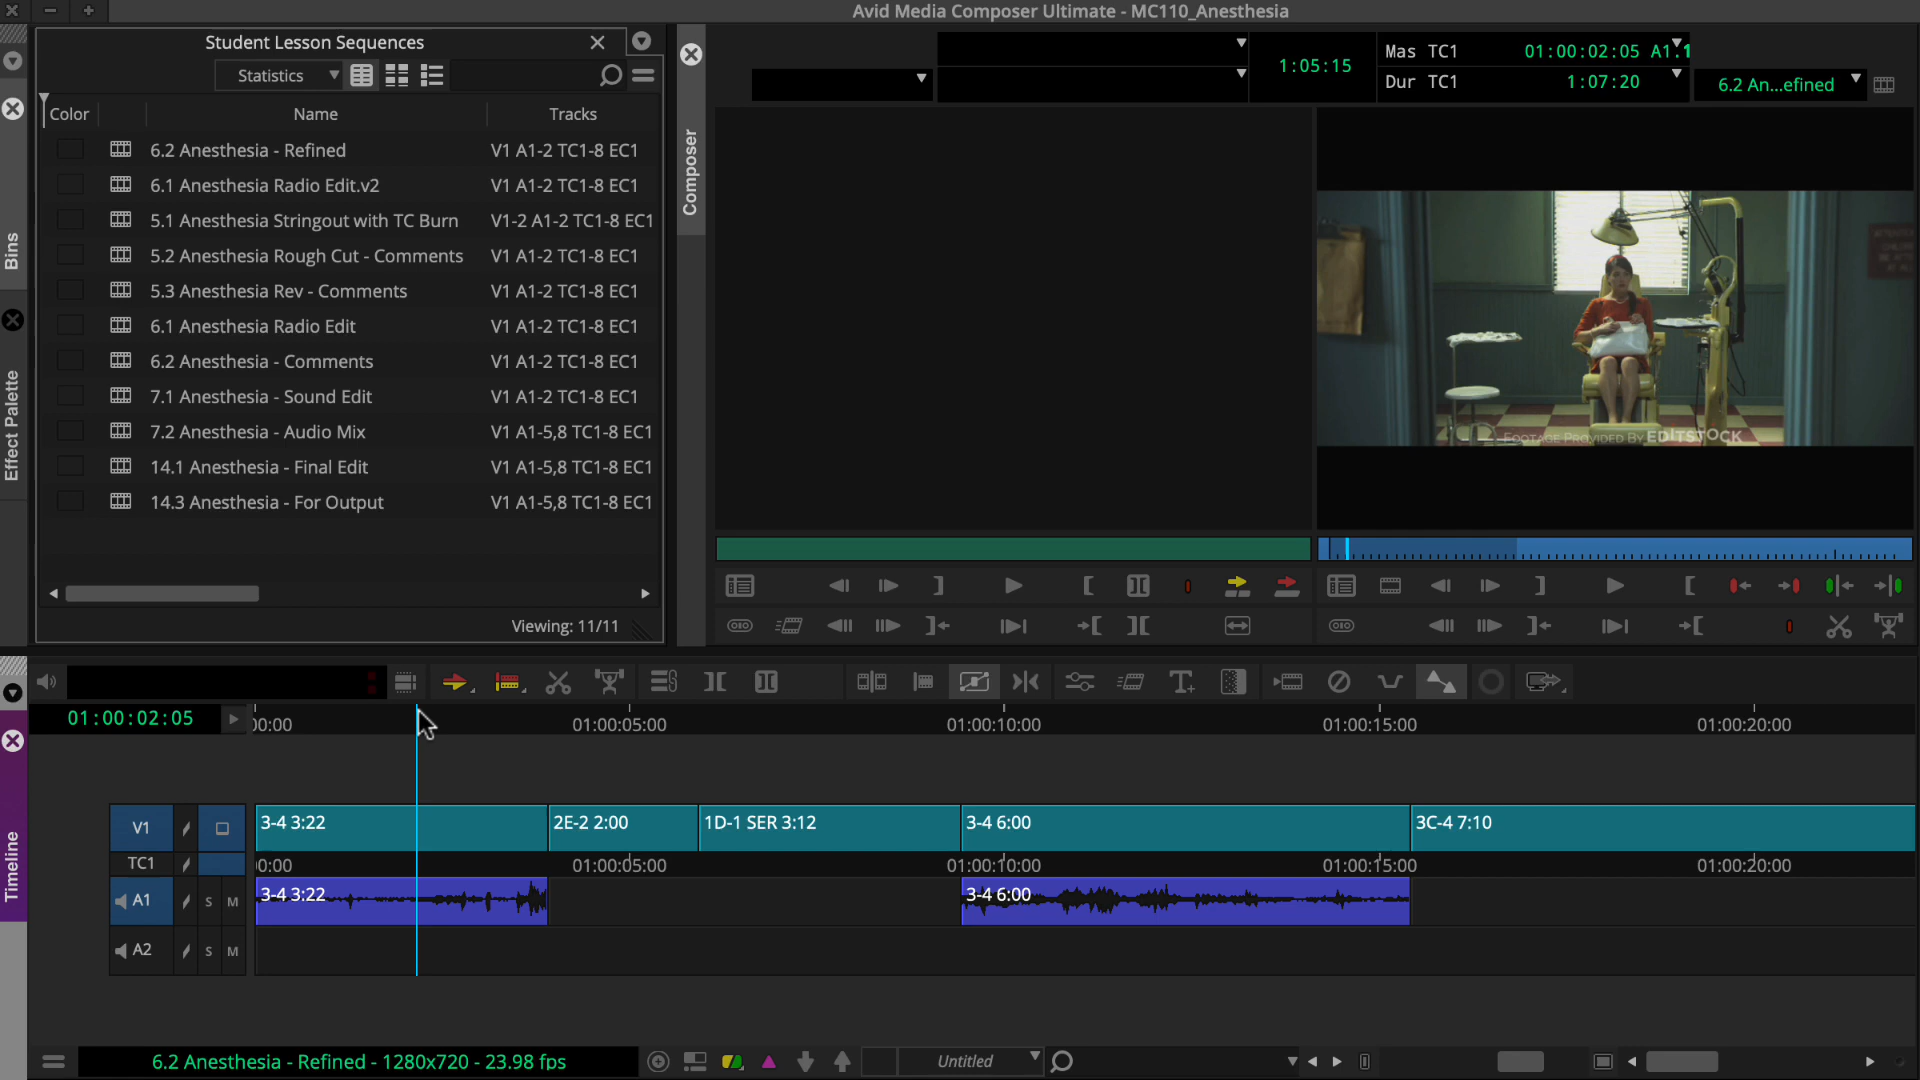 Avid Media Composer Ultimate - MC110_Anesthesia
Student Lesson Sequences
Statistics
Color Name Tracks
6.2 Anesthesia - Refined V1 A1-2 TC1-8 EC1
6.1 Anesthesia Radio Edit.v2 V1 A1-2 TC1-8 EC1
5.1 Anesthesia Stringout with TC Burn V1-2 A1-2 TC1-8 EC1
5.2 Anesthesia Rough Cut - Comments V1 A1-2 TC1-8 EC1
5.3 Anesthesia Rev - Comments V1 A1-2 TC1-8 EC1
6.1 Anesthesia Radio Edit V1 A1-2 TC1-8 EC1
6.2 Anesthesia - Comments V1 A1-2 TC1-8 EC1
7.1 Anesthesia - Sound Edit V1 A1-2 TC1-8 EC1
7.2 Anesthesia - Audio Mix V1 A1-5,8 TC1-8 EC1
14.1 Anesthesia - Final Edit V1 A1-5,8 TC1-8 EC1
14.3 Anesthesia - For Output V1 A1-5,8 TC1-8 EC1
Viewing: 11/11
Bins
Effect Palette
Composer
1:05:15
Mas TC1 01:00:02:05 A1.1
Dur TC1 1:07:20
6.2 An...efined
FOOTAGE PROVIDED BY EDITSTOCK
Timeline
01:00:02:05
00:00 01:00:05:00 01:00:10:00 01:00:15:00 01:00:20:00
V1 3-4 3:22 2E-2 2:00 1D-1 SER 3:12 3-4 6:00 3C-4 7:10
TC1 00:00 01:00:05:00 01:00:10:00 01:00:15:00 01:00:20:00
A1 S M 3-4 3:22 3-4 6:00
A2 S M
6.2 Anesthesia - Refined - 1280x720 - 23.98 fps
Untitled